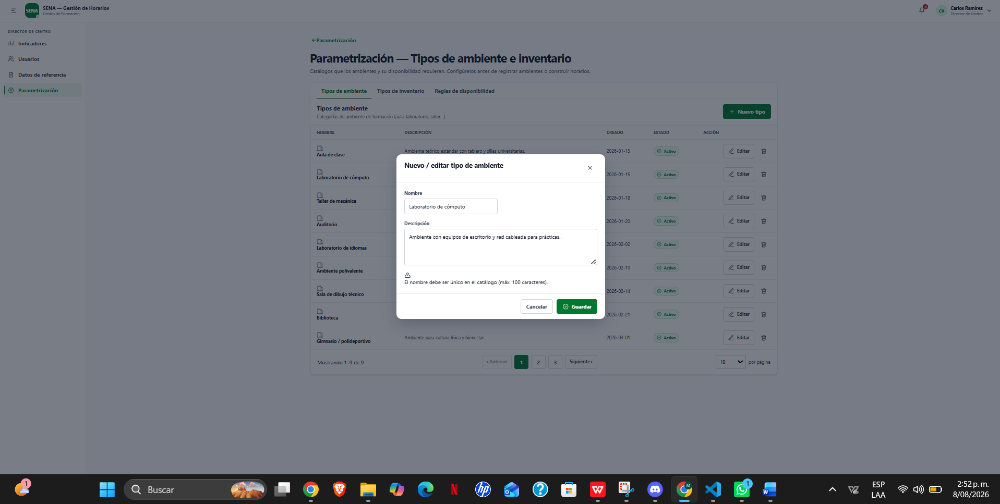 SENA
SENA — Gestión de Horarios
Centro de Formación
3
CR
Carlos Ramírez
Director de Centro
DIRECTOR DE CENTRO
Indicadores
Usuarios
Datos de referencia
Parametrización
Parametrización
Parametrización — Tipos de ambiente e inventario
Catálogos que los ambientes y su disponibilidad requieren. Configúrelos antes de registrar ambientes o construir horarios.
Tipos de ambiente Tipos de inventario Reglas de disponibilidad
Tipos de ambiente
Categorías de ambiente de formación (aula, laboratorio, taller...).
+ Nuevo tipo
NOMBRE DESCRIPCIÓN CREADO ESTADO ACCIÓN
Aula de clase Ambiente teórico estándar con tablero y sillas universitarias. 2026-01-15 Activo Editar
Laboratorio de cómputo 2026-01-15 Activo Editar
Taller de mecánica 2026-01-18 Activo Editar
Auditorio 2026-01-20 Activo Editar
Laboratorio de idiomas 2026-02-02 Activo Editar
Ambiente polivalente 2026-02-10 Activo Editar
Sala de dibujo técnico 2026-02-14 Activo Editar
Biblioteca 2026-02-21 Activo Editar
Gimnasio / polideportivo Ambiente para cultura física y bienestar. 2026-03-01 Activo Editar
Mostrando 1–9 de 9 ‹ Anterior 1 2 3 Siguiente › 10 por página
Nuevo / editar tipo de ambiente
Nombre
Laboratorio de cómputo
Descripción
Ambiente con equipos de escritorio y red cableada para prácticas.
El nombre debe ser único en el catálogo (máx. 100 caracteres).
Cancelar Guardar
1
Buscar
N
hp
o
?
W
M
1
W
ESP
LAA
2:52 p. m.
8/08/2026